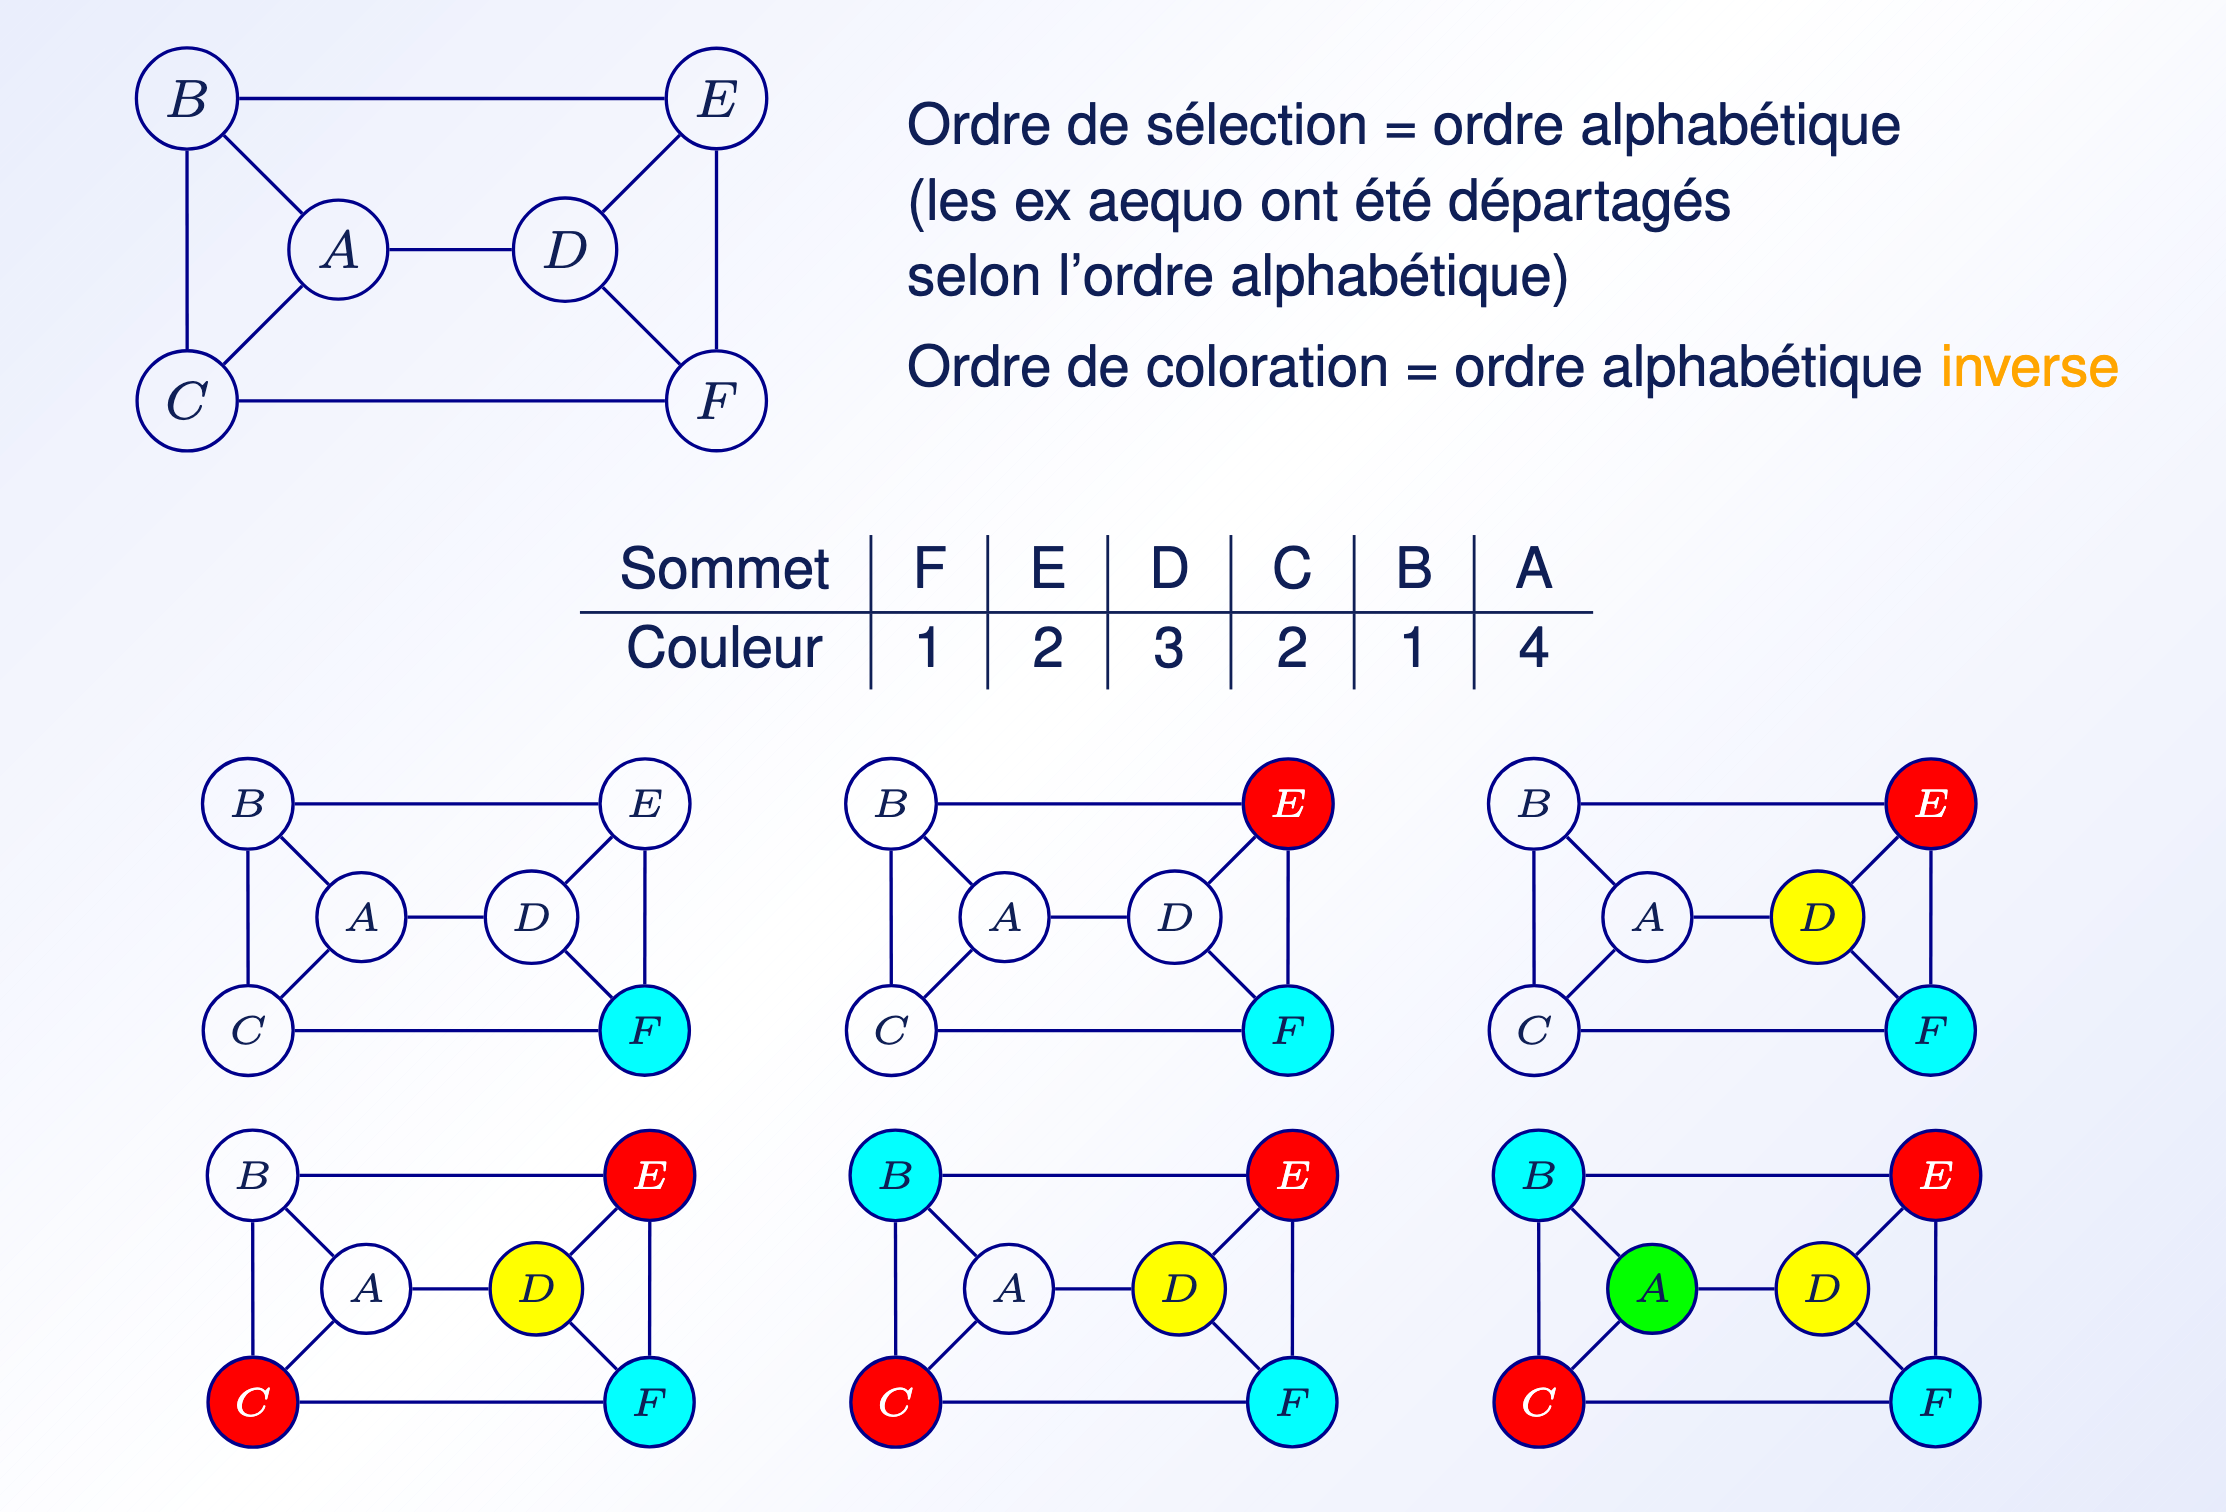 B E
A D
C F
Ordre de sélection = ordre alphabétique
(les ex aequo ont été départagés
selon l’ordre alphabétique)
Ordre de coloration = ordre alphabétique inverse
Sommet F E D C B A
Couleur 1 2 3 2 1 4
B E B E B E
A D A D A D
C F C F C F
B E B E B E
A D A D A D
C F C F C F